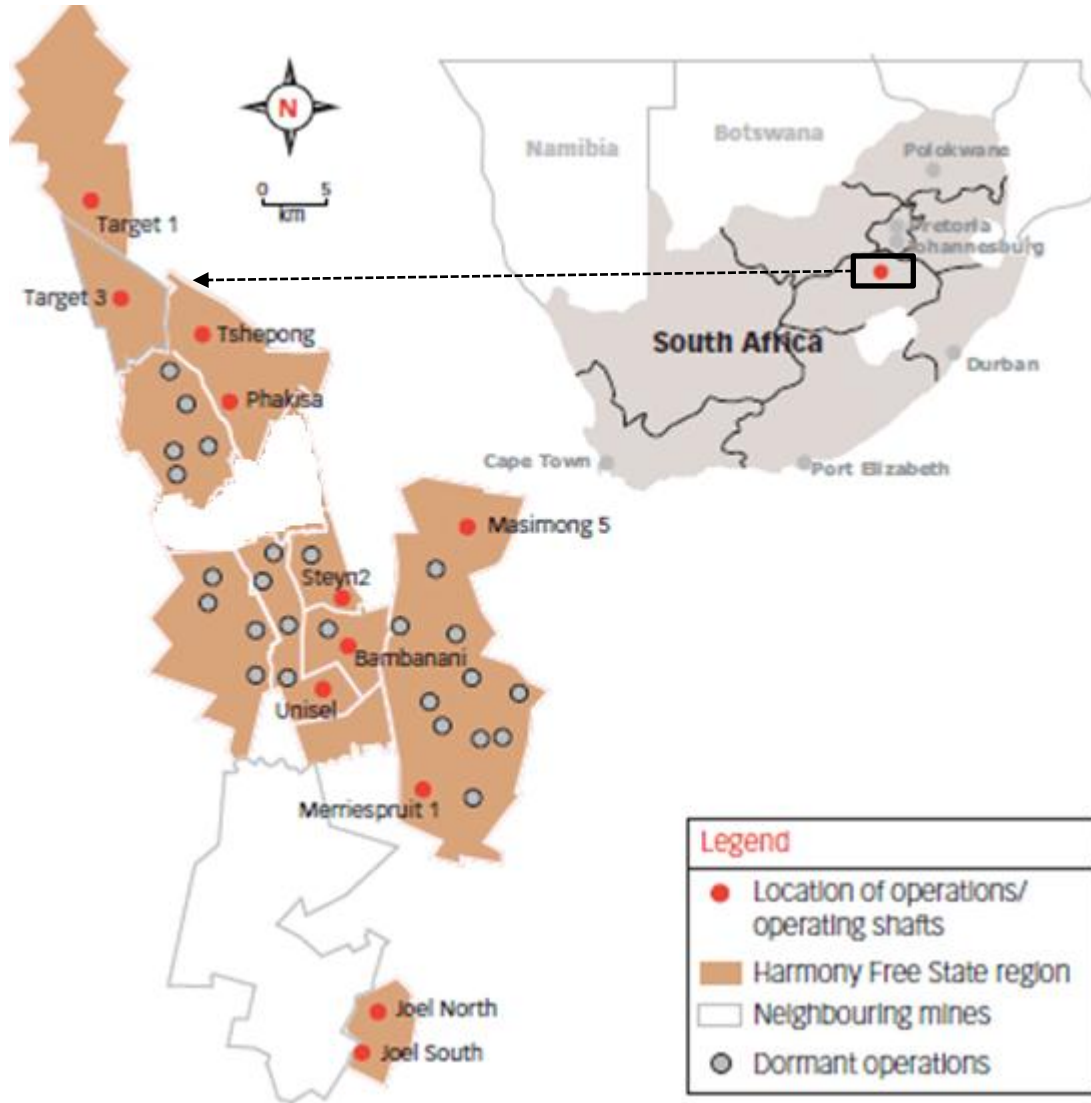 N
0 5
km
Target 1
Target 3
Tshepong
Phakisa
Masimong 5
Steyn2
Bambanani
Unisel
Merriespruit 1
Joel North
Joel South
Namibia
Botswana
Polokwane
Pretoria
Johannesburg
South Africa
Durban
Cape Town
Port Elizabeth
Legend
Location of operations/
operating shafts
Harmony Free State region
Neighbouring mines
Dormant operations